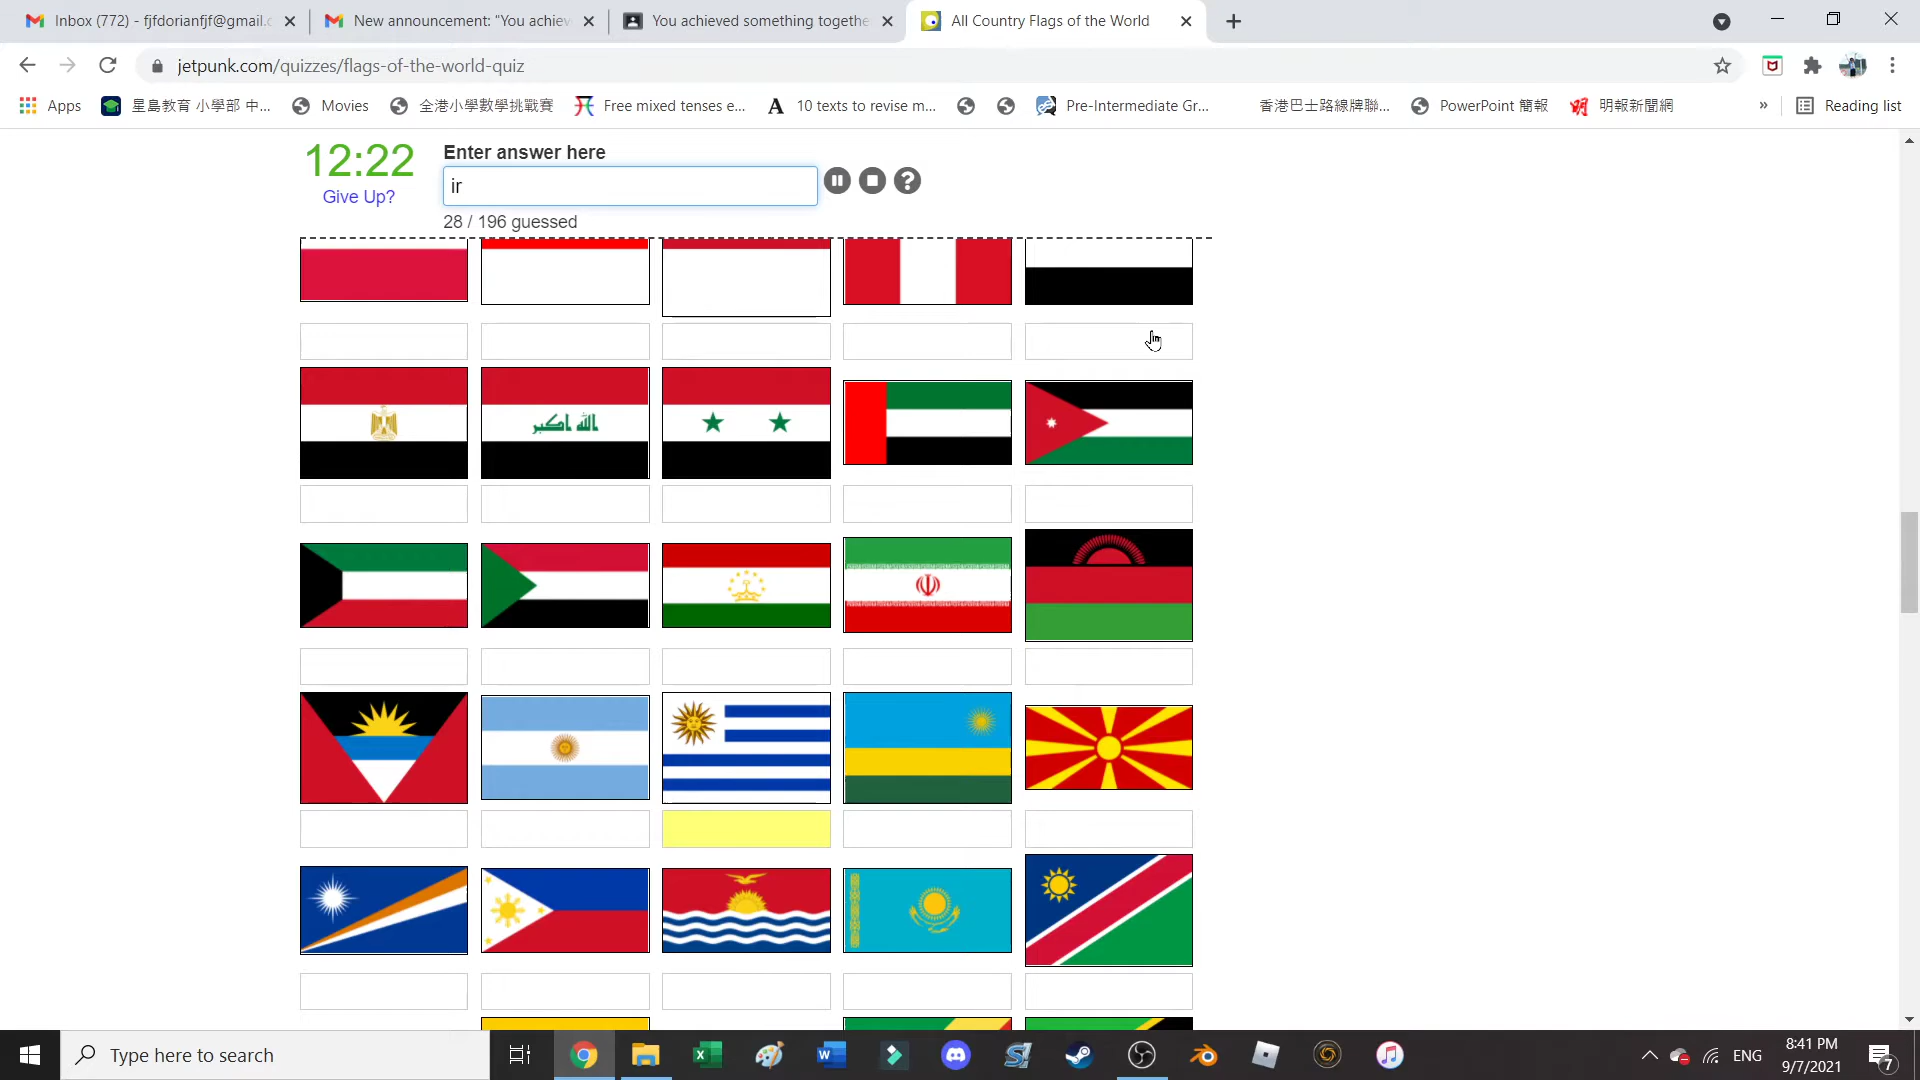 Inbox (772) - fjfdorianfjf@gmail.c
New announcement: "You achiev
You achieved something togethe
All Country Flags of the World
jetpunk.com/quizzes/flags-of-the-world-quiz
Apps
星島教育 小學部 中...
Movies
全港小學數學挑戰賽
Free mixed tenses e...
10 texts to revise m...
Pre-Intermediate Gr...
香港巴士路線牌聯...
PowerPoint 簡報
明報新聞網
»
Reading list
12:22
Give Up?
Enter answer here
ir
28 / 196 guessed
الله اكبر
Type here to search
ENG
8:41 PM
9/7/2021
7